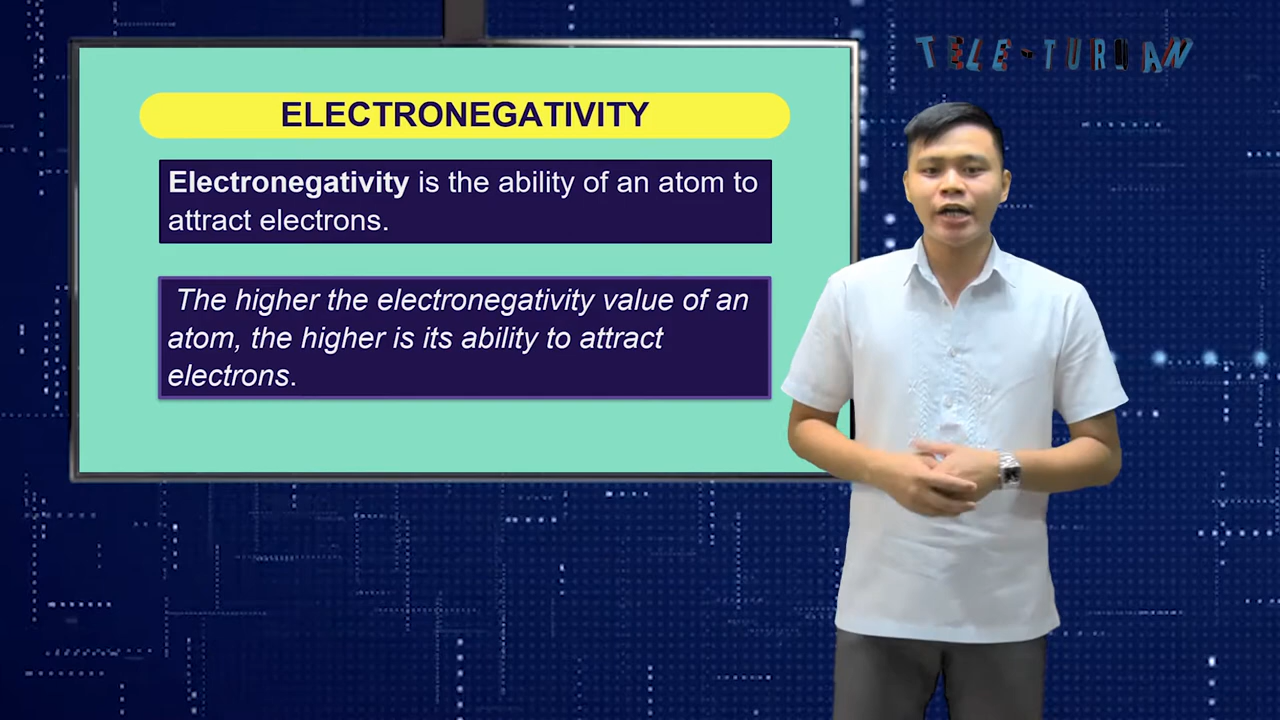 TELE-TURUAN
ELECTRONEGATIVITY
Electronegativity is the ability of an atom to
attract electrons.
The higher the electronegativity value of an
atom, the higher is its ability to attract
electrons.